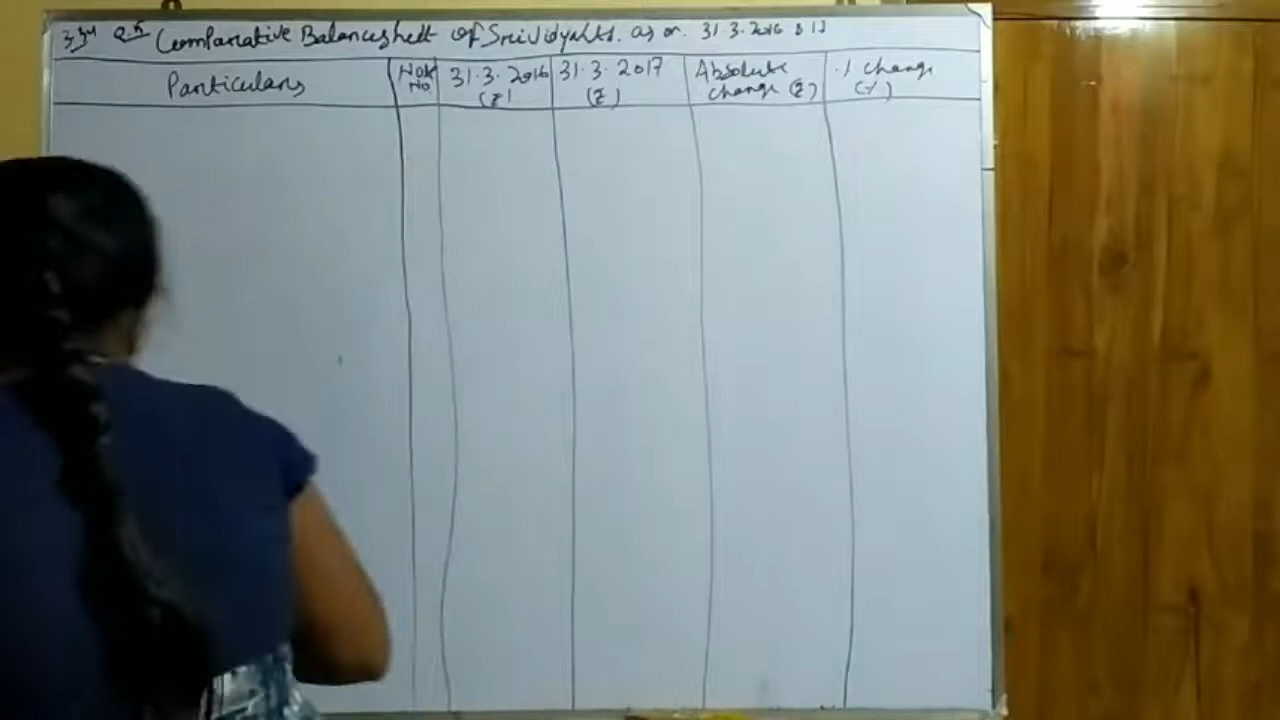 Q.5 Comparative Balancesheet of Srividya Ltd. as on 31.3.2016 & 17
Particulars | Note No | 31.3.2016 (₹) | 31.3.2017 (₹) | Absolute change (₹) | % change (%)